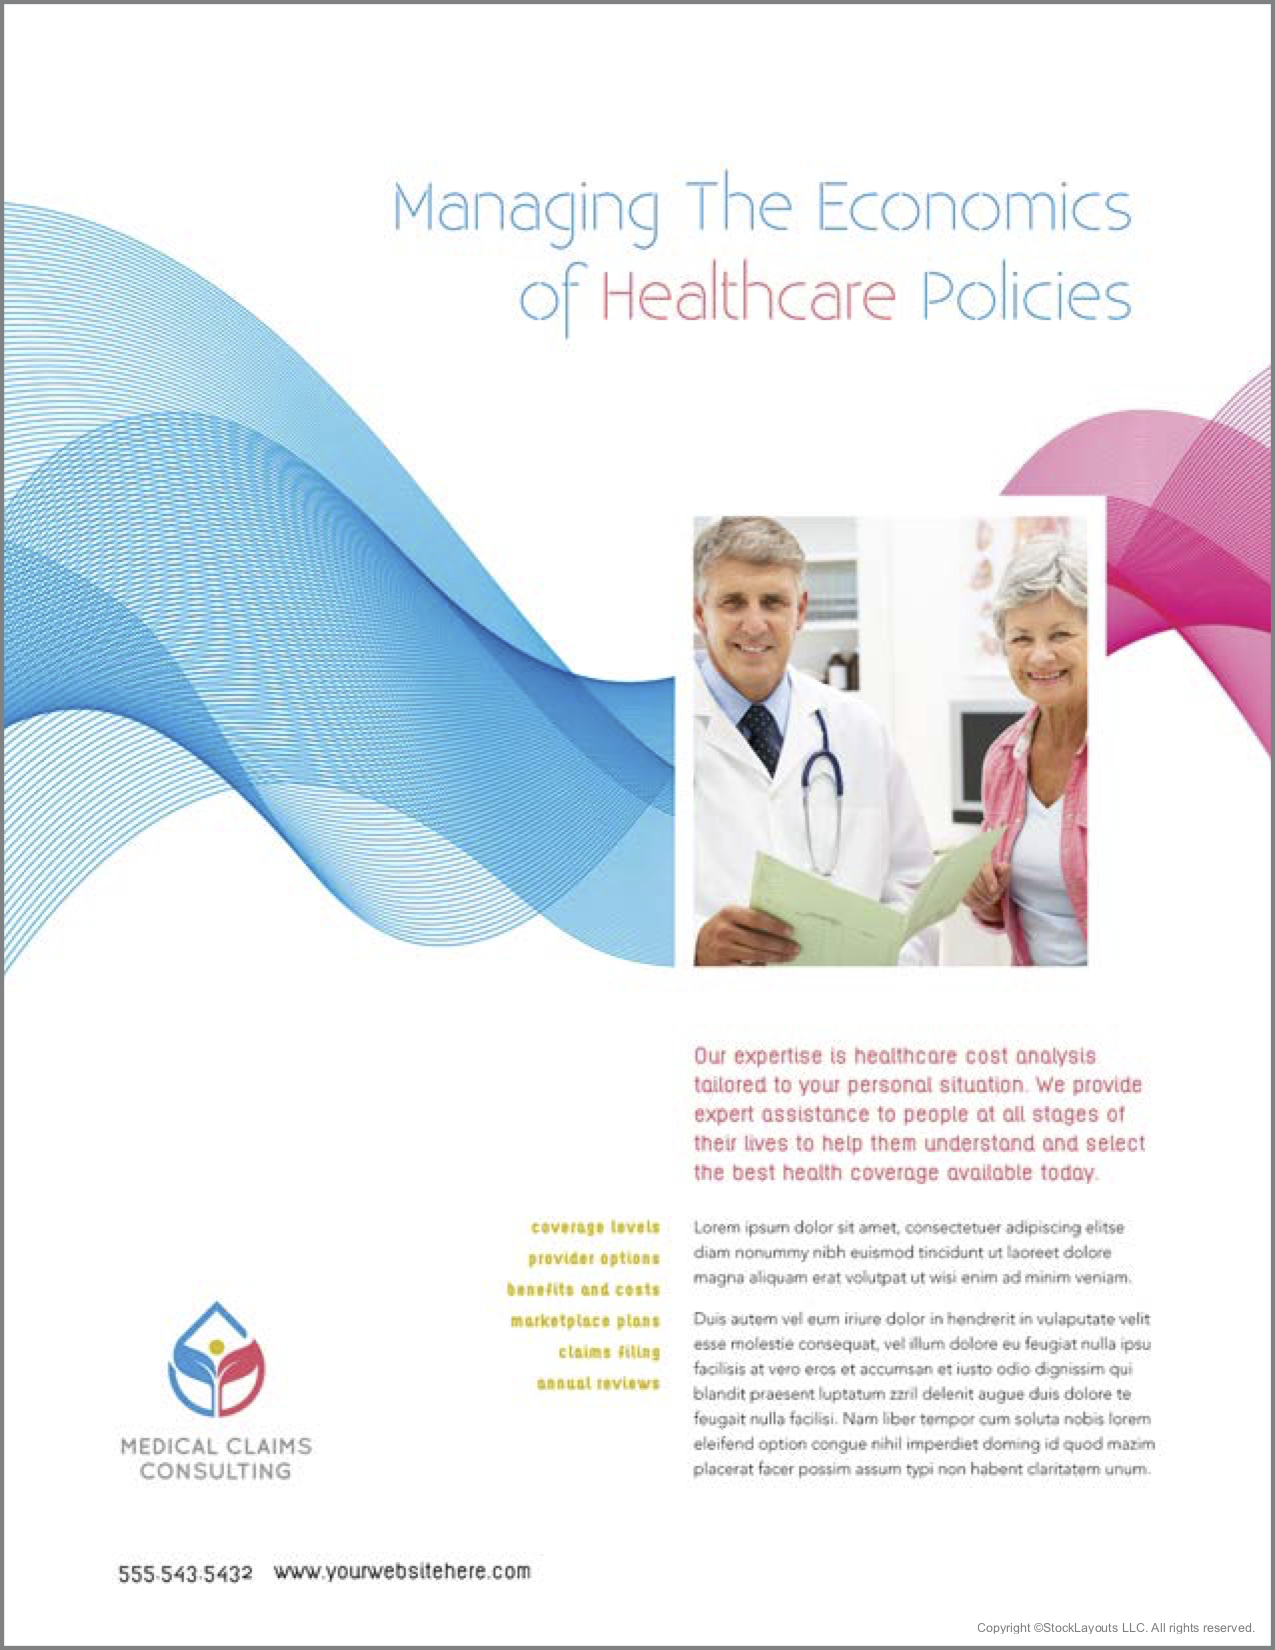 Managing The Economics
of Healthcare Policies
Our expertise is healthcare cost analysis
tailored to your personal situation. We provide
expert assistance to people at all stages of
their lives to help them understand and select
the best health coverage available today.
coverage levels
provider options
benefits and costs
marketplace plans
claims filing
annual reviews
Lorem ipsum dolor sit amet, consectetuer adipiscing elitse
diam nonummy nibh euismod tincidunt ut laoreet dolore
magna aliquam erat volutpat ut wisi enim ad minim veniam.
Duis autem vel eum iriure dolor in hendrerit in vulaputate velit
esse molestie consequat, vel illum dolore eu feugiat nulla ipsu
facilisis at vero eros et accumsan et iusto odio dignissim qui
blandit praesent luptatum zzril delenit augue duis dolore te
feugait nulla facilisi. Nam liber tempor cum soluta nobis lorem
eleifend option congue nihil imperdiet doming id quod mazim
placerat facer possim assum typi non habent claritatem unum.
MEDICAL CLAIMS
CONSULTING
555.543.5432 www.yourwebsitehere.com
Copyright ©StockLayouts LLC. All rights reserved.